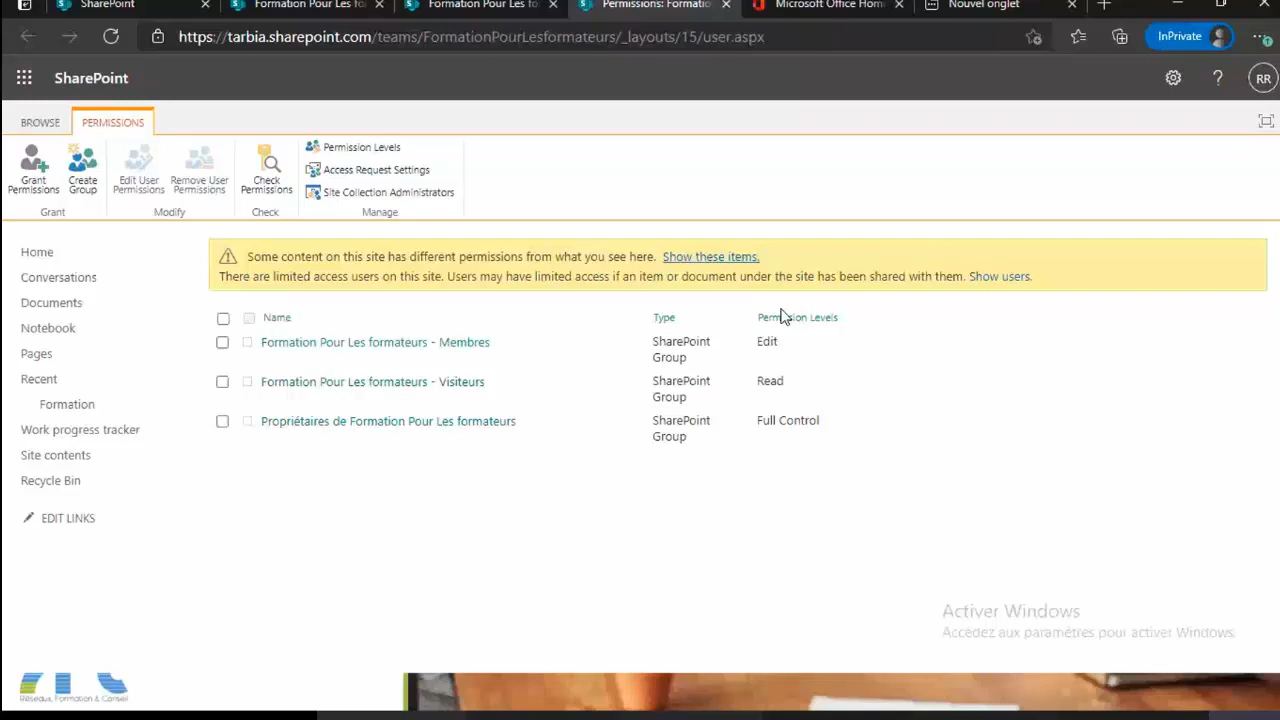 SharePoint
Formation Pour Les fo
Formation Pour Les fo
Permissions: Formatio
Microsoft Office Hom
Nouvel onglet
https://tarbia.sharepoint.com/teams/FormationPourLesformateurs/_layouts/15/user.aspx
InPrivate
SharePoint
?
RR
BROWSE
PERMISSIONS
Grant Permissions
Create Group
Edit User Permissions
Remove User Permissions
Check Permissions
Permission Levels
Access Request Settings
Site Collection Administrators
Grant
Modify
Check
Manage
Home
Conversations
Documents
Notebook
Pages
Recent
Formation
Work progress tracker
Site contents
Recycle Bin
EDIT LINKS
Some content on this site has different permissions from what you see here. Show these items.
There are limited access users on this site. Users may have limited access if an item or document under the site has been shared with them. Show users.
Name Type Permission Levels
Formation Pour Les formateurs - Membres SharePoint Group Edit
Formation Pour Les formateurs - Visiteurs SharePoint Group Read
Propriétaires de Formation Pour Les formateurs SharePoint Group Full Control
Activer Windows
Accédez aux paramètres pour activer Windows.
Réseaux, Formation & Conseil